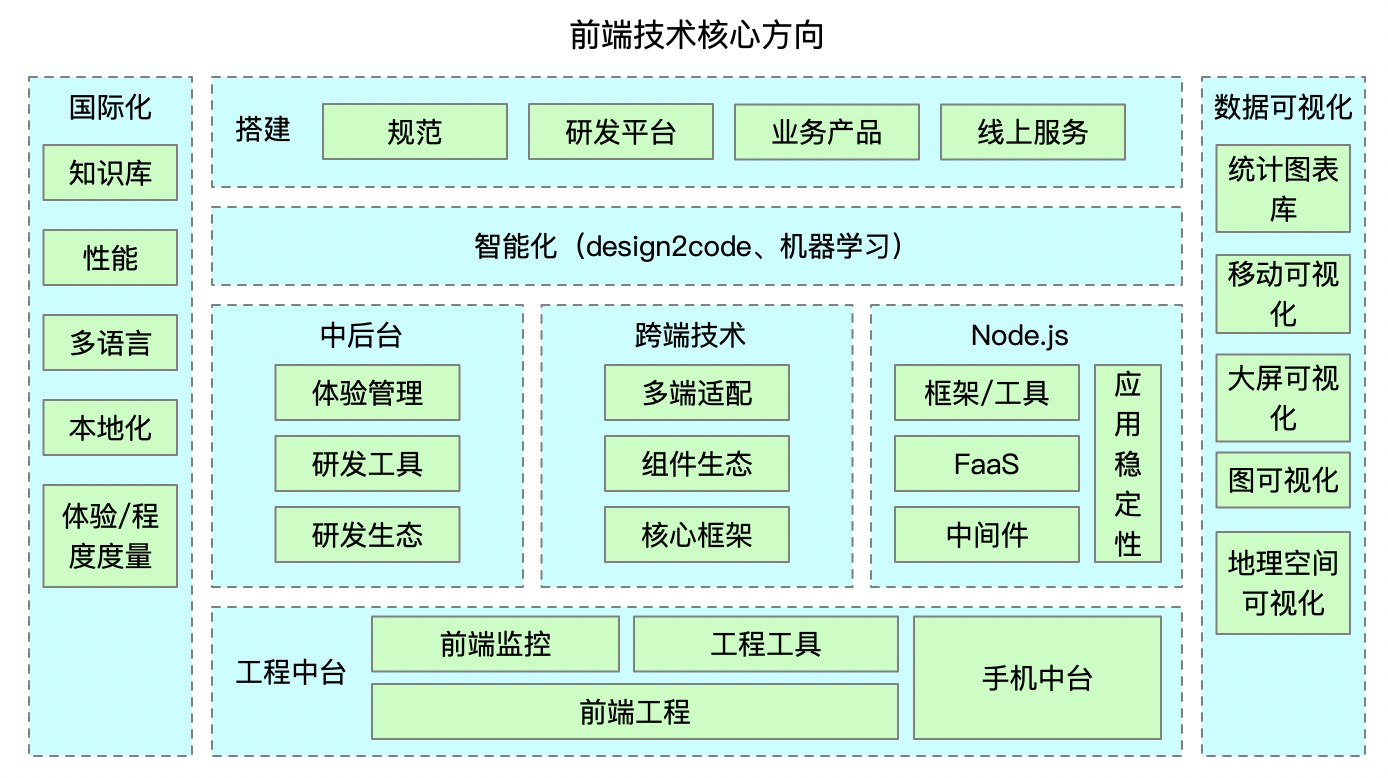 前端技术核心方向
国际化
知识库
性能
多语言
本地化
体验/程
度度量
搭建
规范
研发平台
业务产品
线上服务
智能化（design2code、机器学习）
中后台
体验管理
研发工具
研发生态
跨端技术
多端适配
组件生态
核心框架
Node.js
框架/工具
FaaS
中间件
应
用
稳
定
性
工程中台
前端监控
工程工具
前端工程
手机中台
数据可视化
统计图表
库
移动可视
化
大屏可视
化
图可视化
地理空间
可视化